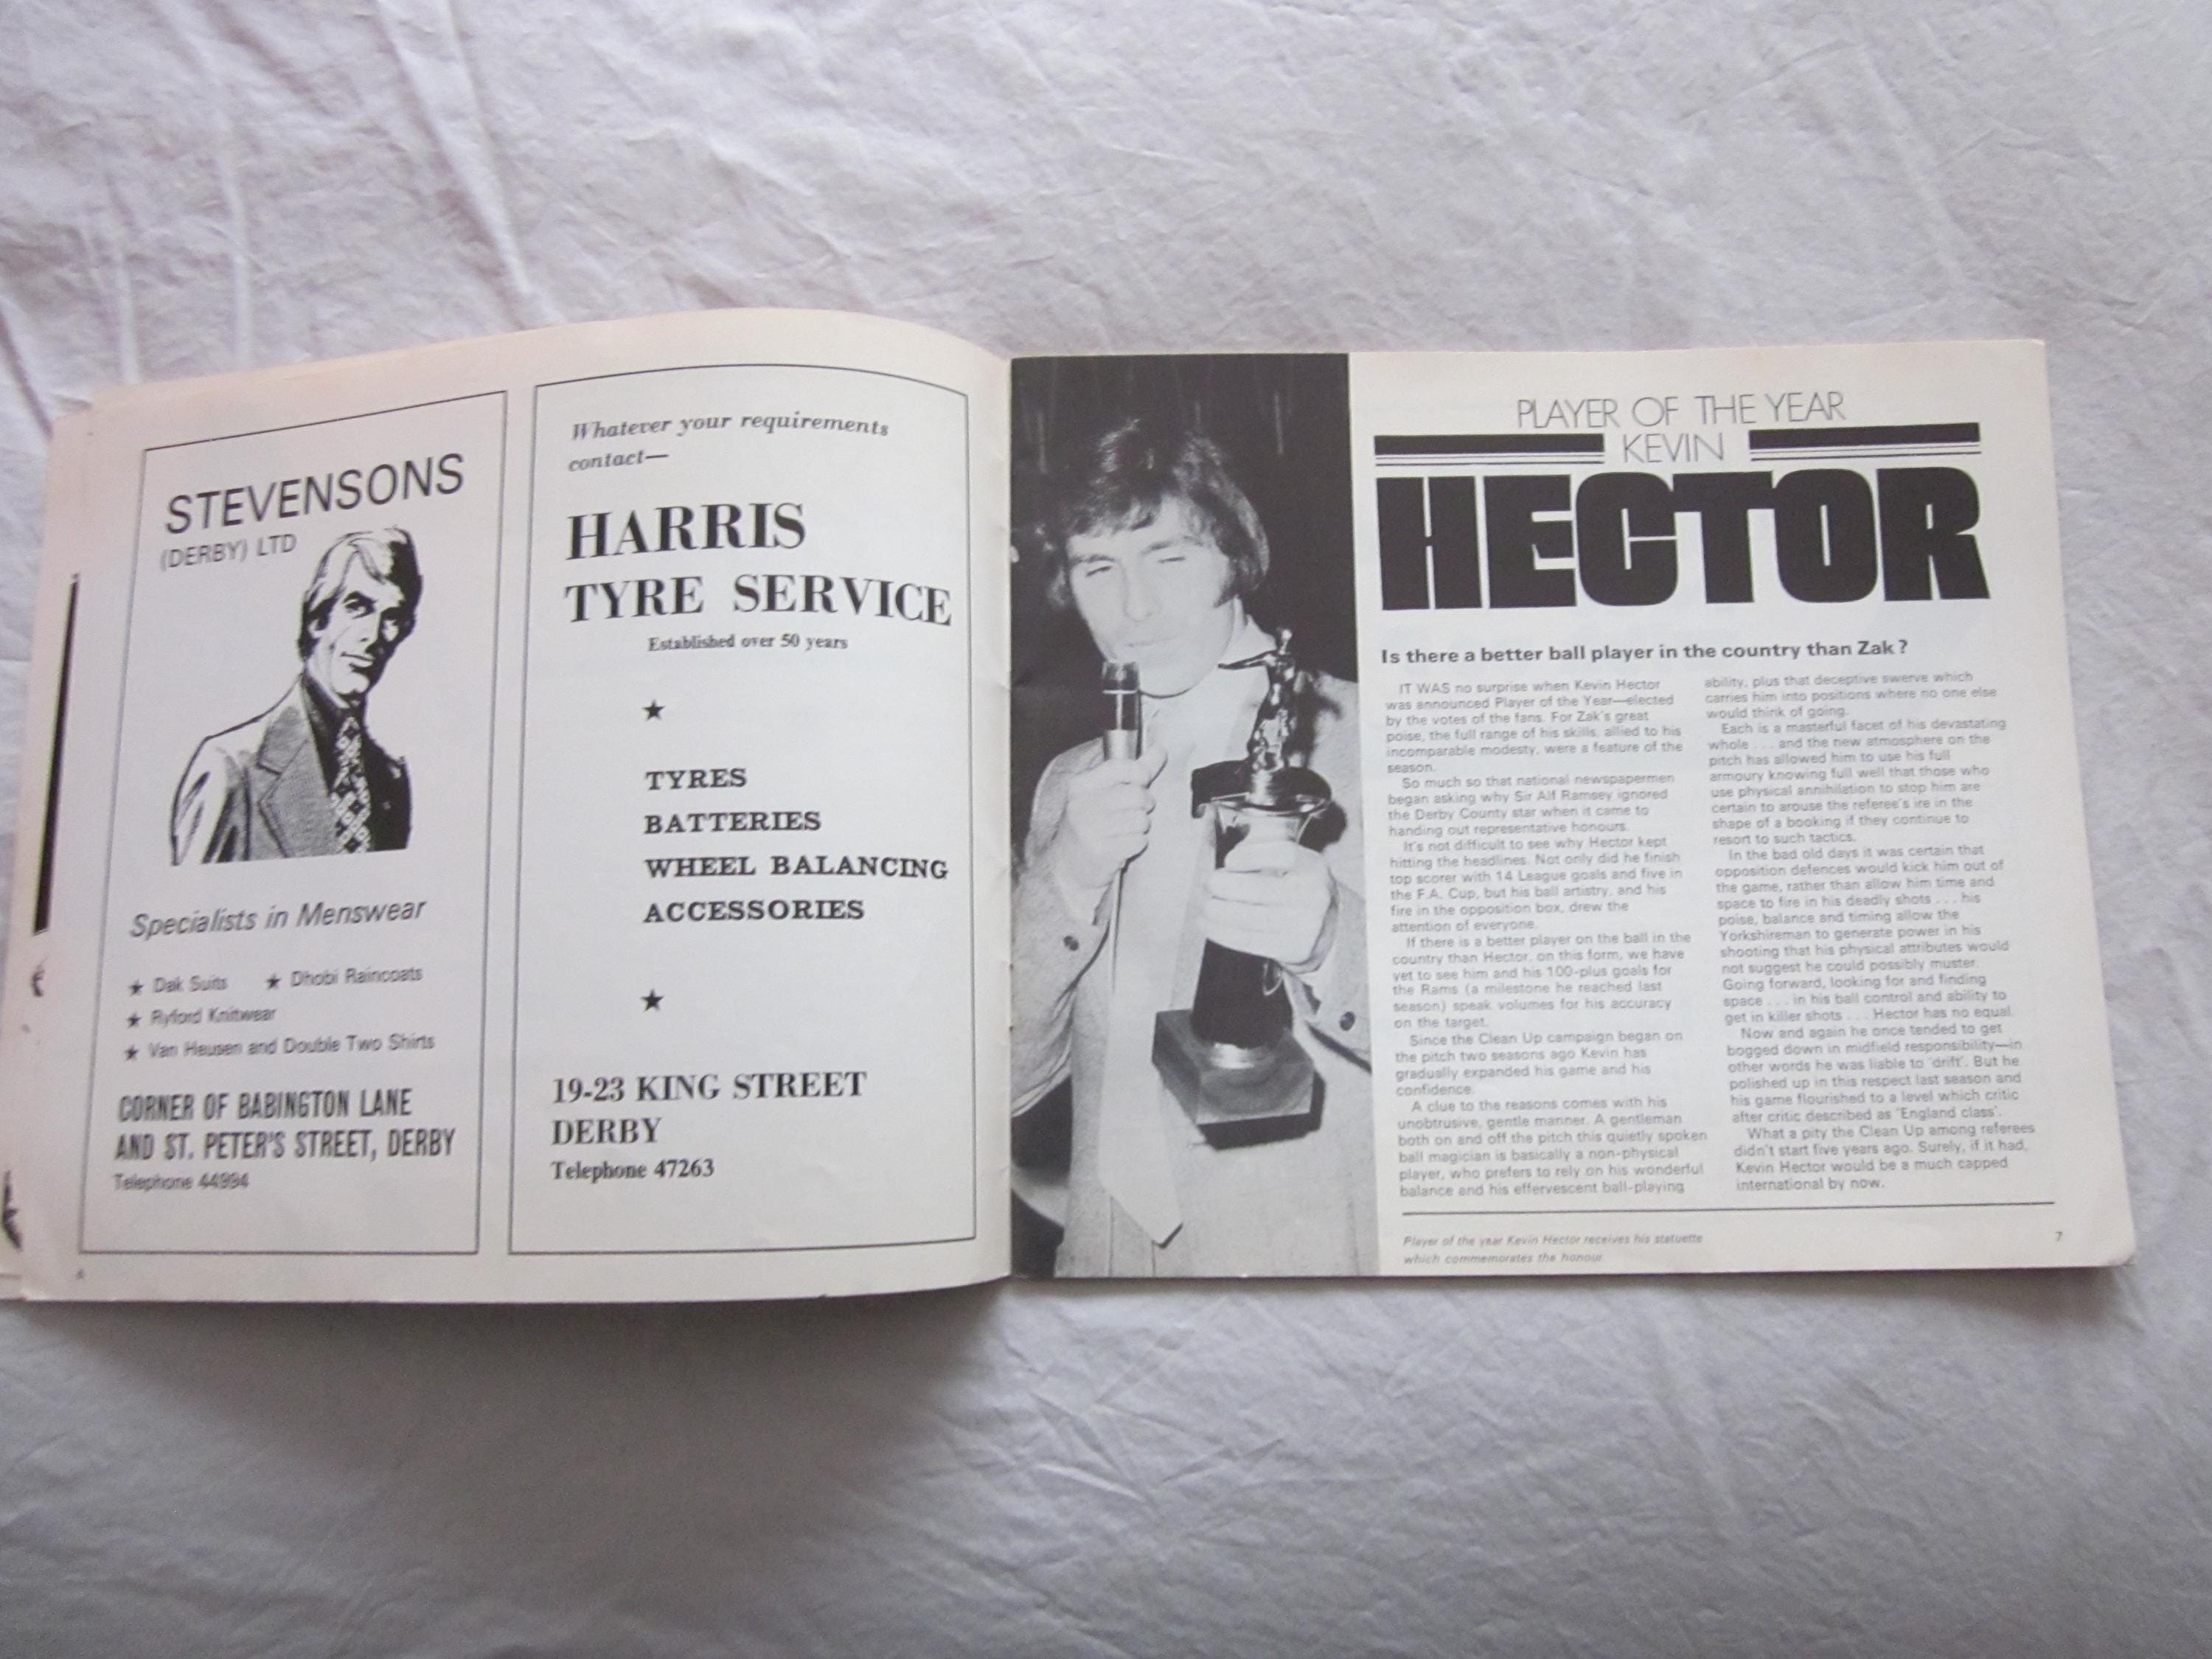 STEVENSONS
(DERBY) LTD
Specialists in Menswear
★ Dak Suits ★ Dhobi Raincoats
★ Ryford Knitwear
★ Van Heusen and Double Two Shirts
CORNER OF BABINGTON LANE
AND ST. PETER'S STREET, DERBY
Telephone 44994
6
Whatever your requirements
contact—
HARRIS
TYRE SERVICE
Established over 50 years
★
TYRES
BATTERIES
WHEEL BALANCING
ACCESSORIES
★
19-23 KING STREET
DERBY
Telephone 47263
PLAYER OF THE YEAR
KEVIN
HECTOR
Is there a better ball player in the country than Zak?
IT WAS no surprise when Kevin Hector
was announced Player of the Year—elected
by the votes of the fans. For Zak's great
poise, the full range of his skills, allied to his
incomparable modesty, were a feature of the
season.
So much so that national newspapermen
began asking why Sir Alf Ramsey ignored
the Derby County star when it came to
handing out representative honours.
It's not difficult to see why Hector kept
hitting the headlines. Not only did he finish
top scorer with 14 League goals and five in
the F.A. Cup, but his ball artistry, and his
fire in the opposition box, drew the
attention of everyone.
If there is a better player on the ball in the
country than Hector, on this form, we have
yet to see him and his 100-plus goals for
the Rams (a milestone he reached last
season) speak volumes for his accuracy
on the target.
Since the Clean Up campaign began on
the pitch two seasons ago Kevin has
gradually expanded his game and his
confidence.
A clue to the reasons comes with his
unobtrusive, gentle manner. A gentleman
both on and off the pitch this quietly spoken
ball magician is basically a non-physical
player, who prefers to rely on his wonderful
balance and his effervescent ball-playing
ability, plus that deceptive swerve which
carries him into positions where no one else
would think of going.
Each is a masterful facet of his devastating
whole . . . and the new atmosphere on the
pitch has allowed him to use his full
armoury knowing full well that those who
use physical annihilation to stop him are
certain to arouse the referee's ire in the
shape of a booking if they continue to
resort to such tactics.
In the bad old days it was certain that
opposition defences would kick him out of
the game, rather than allow him time and
space to fire in his deadly shots . . . his
poise, balance and timing allow the
Yorkshireman to generate power in his
shooting that his physical attributes would
not suggest he could possibly muster.
Going forward, looking for and finding
space . . . in his ball control and ability to
get in killer shots . . . Hector has no equal.
Now and again he once tended to get
bogged down in midfield responsibility—in
other words he was liable to 'drift'. But he
polished up in this respect last season and
his game flourished to a level which critic
after critic described as 'England class'.
What a pity the Clean Up among referees
didn't start five years ago. Surely, if it had,
Kevin Hector would be a much capped
international by now.
Player of the year Kevin Hector receives his statuette
which commemorates the honour.
7